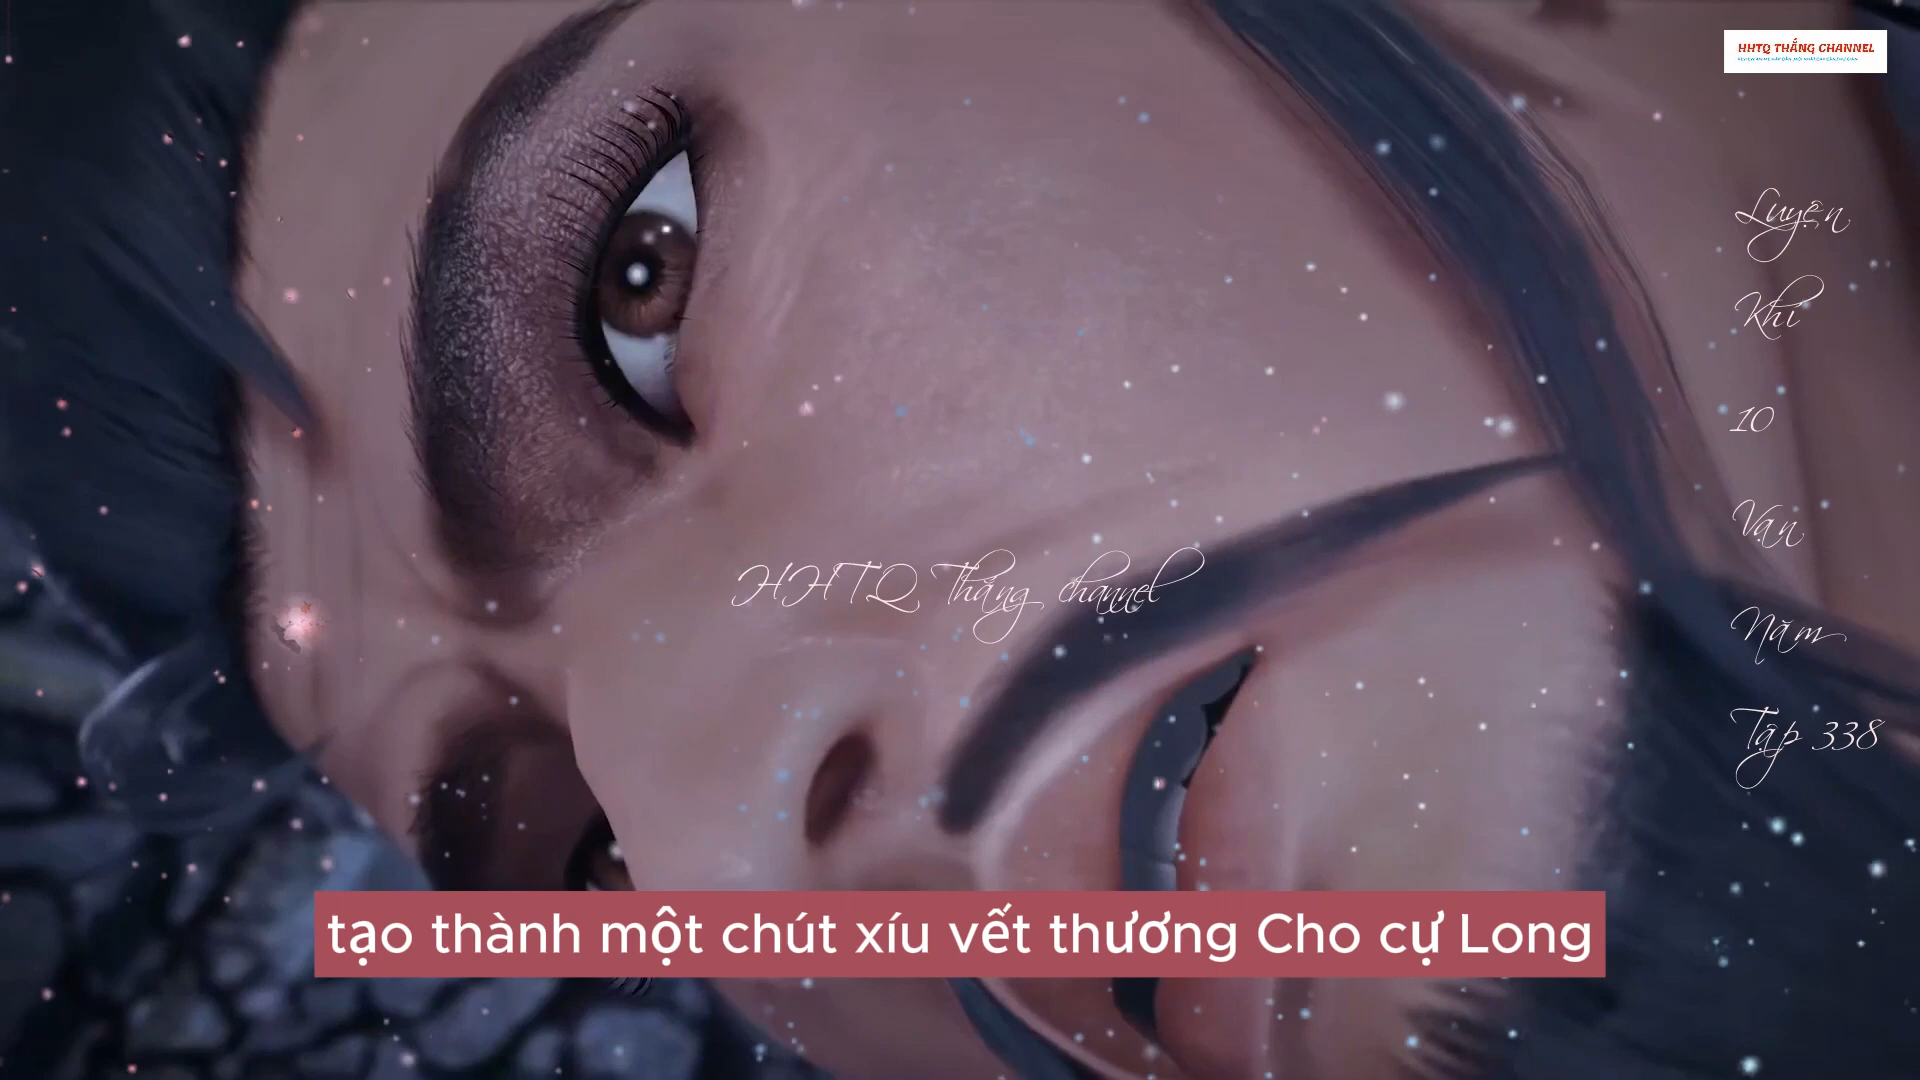 HHTQ THẮNG CHANNEL
Luyện
Khí
10
Vạn
Năm
Tập 338
HHTQ Thắng channel
tạo thành một chút xíu vết thương Cho cự Long